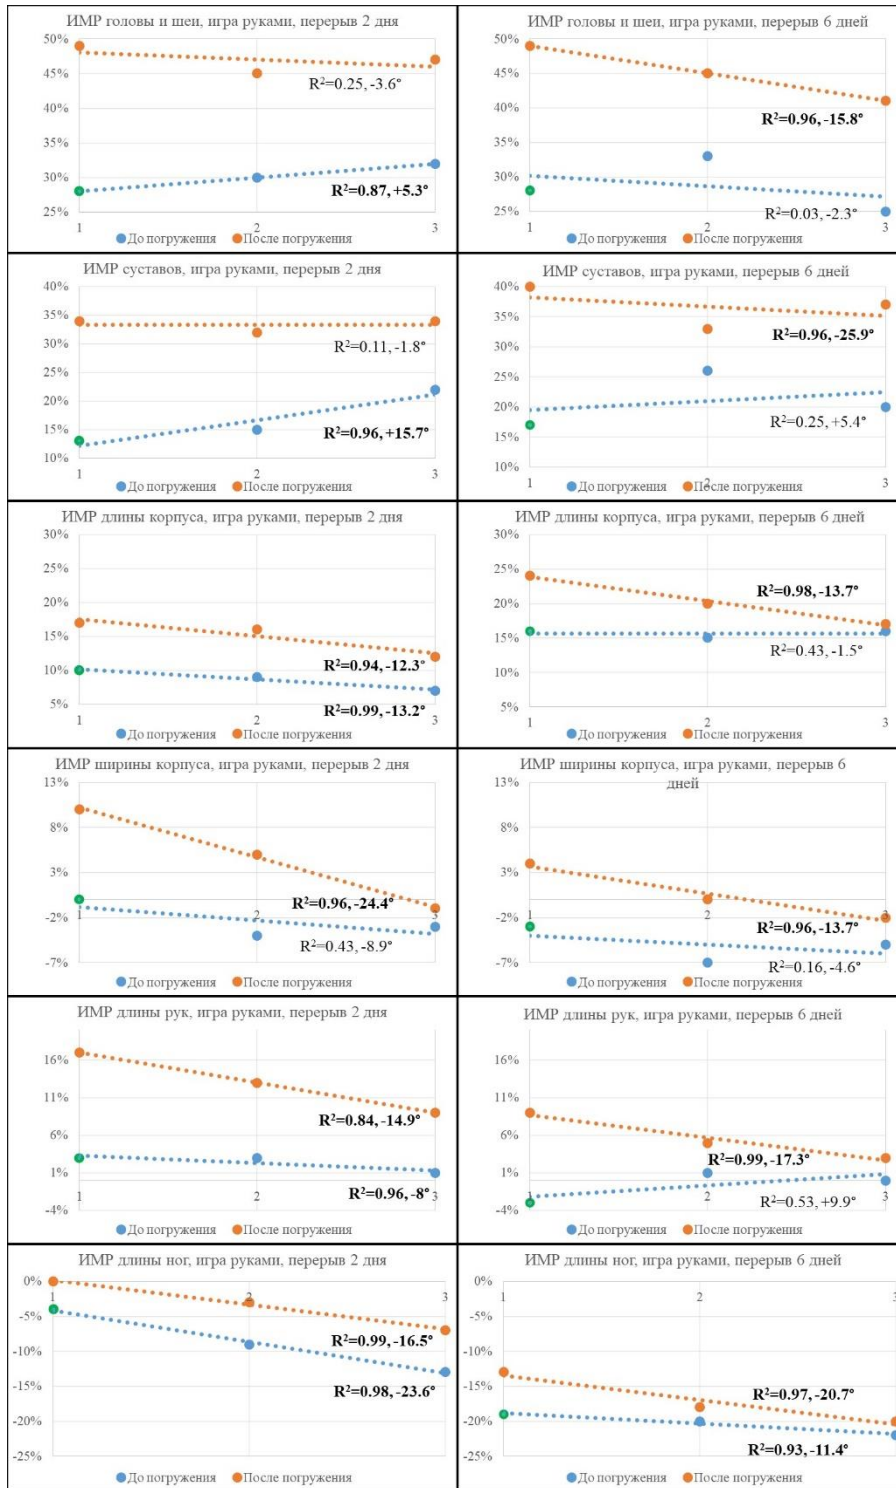 ИМР головы и шеи, игра руками, перерыв 2 дня
50%
45%
40%
35%
30%
25%
R²=0.25, -3.6°
R²=0.87, +5.3°
1 2 3
До погружения После погружения
ИМР головы и шеи, игра руками, перерыв 6 дней
50%
45%
40%
35%
30%
25%
R²=0.96, -15.8°
R²=0.03, -2.3°
1 2 3
До погружения После погружения
ИМР суставов, игра руками, перерыв 2 дня
40%
35%
30%
25%
20%
15%
10%
R²=0.11, -1.8°
R²=0.96, +15.7°
1 2 3
До погружения После погружения
ИМР суставов, игра руками, перерыв 6 дней
40%
35%
30%
25%
20%
15%
10%
R²=0.96, -25.9°
R²=0.25, +5.4°
1 2 3
До погружения После погружения
ИМР длины корпуса, игра руками, перерыв 2 дня
30%
25%
20%
15%
10%
5%
R²=0.94, -12.3°
R²=0.99, -13.2°
1 2 3
До погружения После погружения
ИМР длины корпуса, игра руками, перерыв 6 дней
30%
25%
20%
15%
10%
5%
R²=0.98, -13.7°
R²=0.43, -1.5°
1 2 3
До погружения После погружения
ИМР ширины корпуса, игра руками, перерыв 2 дня
13%
8%
3%
-2%
-7%
1 2 3
R²=0.96, -24.4°
R²=0.43, -8.9°
До погружения После погружения
ИМР ширины корпуса, игра руками, перерыв 6
дней
13%
8%
3%
-2%
-7%
1 2 3
R²=0.96, -13.7°
R²=0.16, -4.6°
До погружения После погружения
ИМР длины рук, игра руками, перерыв 2 дня
16%
11%
6%
1%
-4%
R²=0.84, -14.9°
R²=0.96, -8°
1 2 3
До погружения После погружения
ИМР длины рук, игра руками, перерыв 6 дней
16%
11%
6%
1%
-4%
R²=0.99, -17.3°
R²=0.53, +9.9°
1 2 3
До погружения После погружения
ИМР длины ног, игра руками, перерыв 2 дня
0%
-5%
-10%
-15%
-20%
-25%
1 2 3
R²=0.99, -16.5°
R²=0.98, -23.6°
До погружения После погружения
ИМР длины ног, игра руками, перерыв 6 дней
0%
-5%
-10%
-15%
-20%
-25%
1 2 3
R²=0.97, -20.7°
R²=0.93, -11.4°
До погружения После погружения